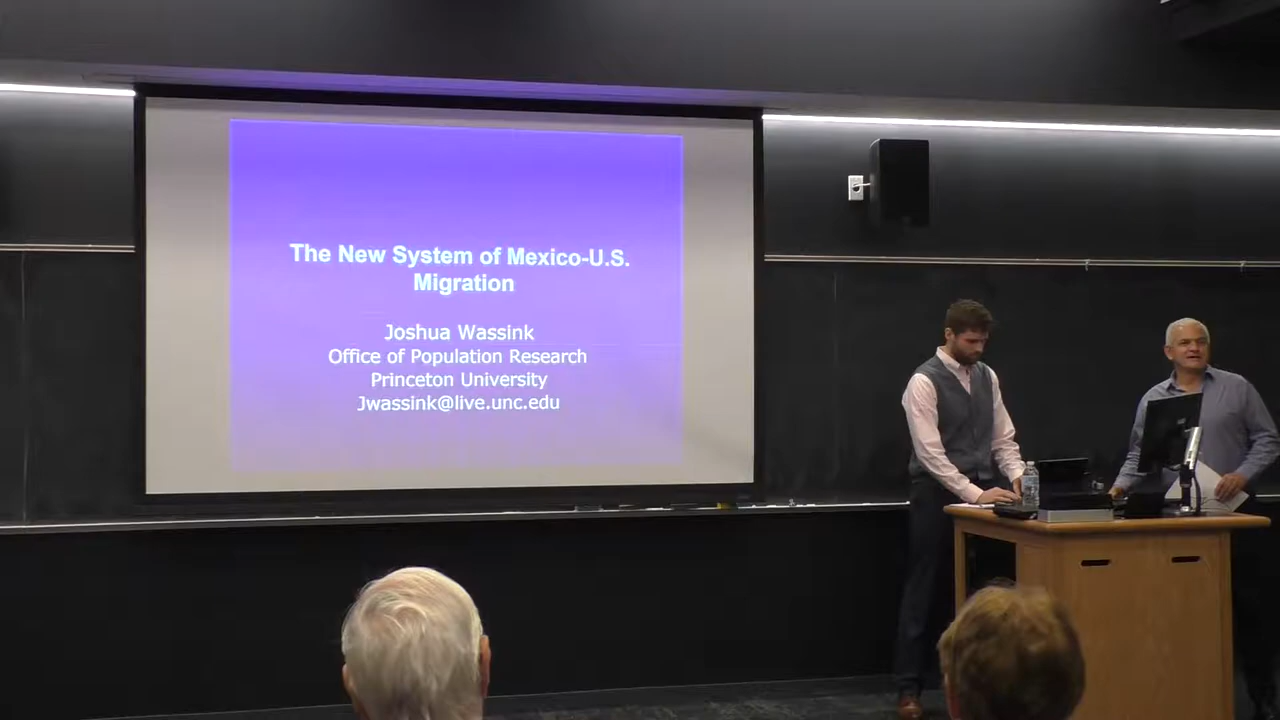 The New System of Mexico-U.S.
Migration
Joshua Wassink
Office of Population Research
Princeton University
Jwassink@live.unc.edu